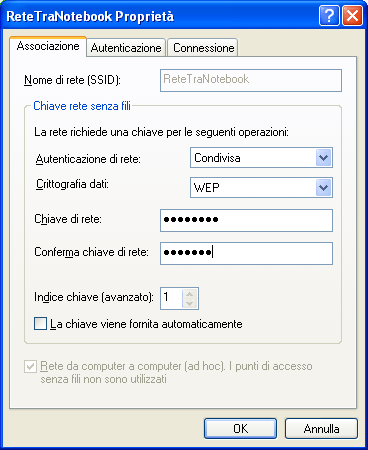 ReteTraNotebook Proprietà
Associazione Autenticazione Connessione
Nome di rete (SSID): ReteTraNotebook
Chiave rete senza fili
La rete richiede una chiave per le seguenti operazioni:
Autenticazione di rete: Condivisa
Crittografia dati: WEP
Chiave di rete: ●●●●●●●●
Conferma chiave di rete: ●●●●●●●
Indice chiave (avanzato): 1
La chiave viene fornita automaticamente
Rete da computer a computer (ad hoc). I punti di accesso
senza fili non sono utilizzati
OK Annulla